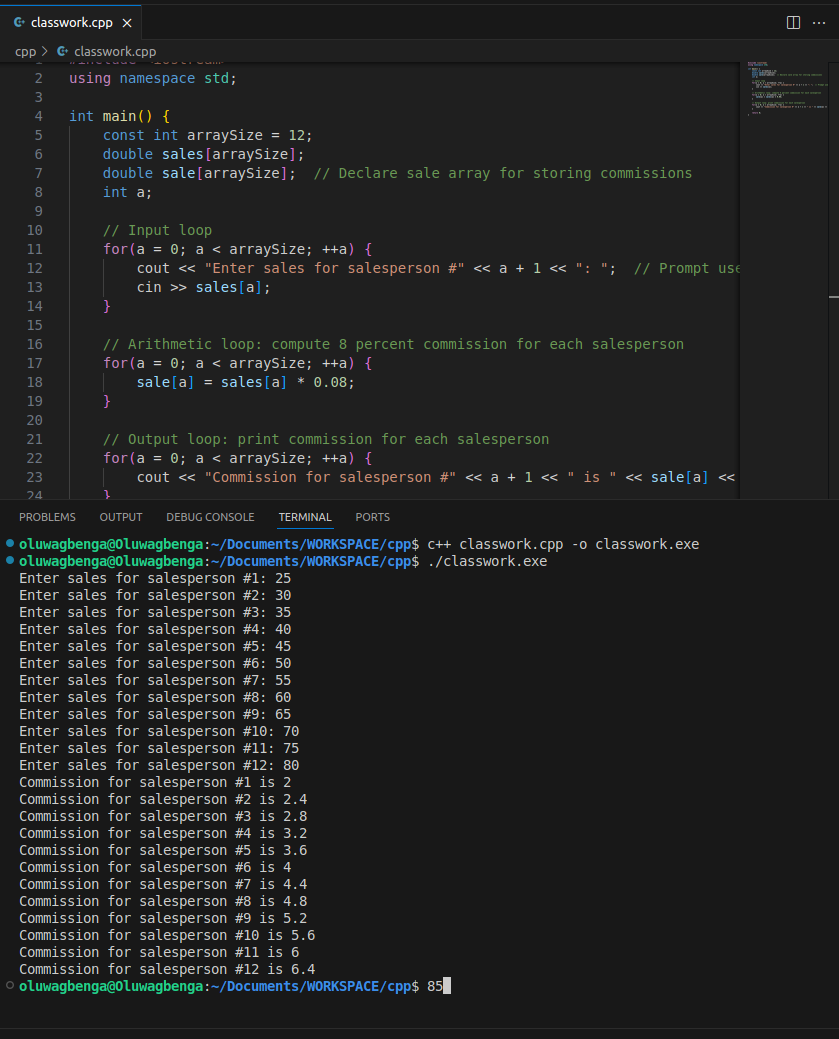 classwork.cpp
cpp > classwork.cpp
1 #include <iostream>
2 using namespace std;
3
4 int main() {
5     const int arraySize = 12;
6     double sales[arraySize];
7     double sale[arraySize];  // Declare sale array for storing commissions
8     int a;
9
10     // Input loop
11     for(a = 0; a < arraySize; ++a) {
12         cout << "Enter sales for salesperson #" << a + 1 << ": ";  // Prompt use
13         cin >> sales[a];
14     }
15
16     // Arithmetic loop: compute 8 percent commission for each salesperson
17     for(a = 0; a < arraySize; ++a) {
18         sale[a] = sales[a] * 0.08;
19     }
20
21     // Output loop: print commission for each salesperson
22     for(a = 0; a < arraySize; ++a) {
23         cout << "Commission for salesperson #" << a + 1 << " is " << sale[a] <<
24     }
PROBLEMS OUTPUT DEBUG CONSOLE TERMINAL PORTS
oluwagbenga@Oluwagbenga:~/Documents/WORKSPACE/cpp$ c++ classwork.cpp -o classwork.exe
oluwagbenga@Oluwagbenga:~/Documents/WORKSPACE/cpp$ ./classwork.exe
Enter sales for salesperson #1: 25
Enter sales for salesperson #2: 30
Enter sales for salesperson #3: 35
Enter sales for salesperson #4: 40
Enter sales for salesperson #5: 45
Enter sales for salesperson #6: 50
Enter sales for salesperson #7: 55
Enter sales for salesperson #8: 60
Enter sales for salesperson #9: 65
Enter sales for salesperson #10: 70
Enter sales for salesperson #11: 75
Enter sales for salesperson #12: 80
Commission for salesperson #1 is 2
Commission for salesperson #2 is 2.4
Commission for salesperson #3 is 2.8
Commission for salesperson #4 is 3.2
Commission for salesperson #5 is 3.6
Commission for salesperson #6 is 4
Commission for salesperson #7 is 4.4
Commission for salesperson #8 is 4.8
Commission for salesperson #9 is 5.2
Commission for salesperson #10 is 5.6
Commission for salesperson #11 is 6
Commission for salesperson #12 is 6.4
oluwagbenga@Oluwagbenga:~/Documents/WORKSPACE/cpp$ 85